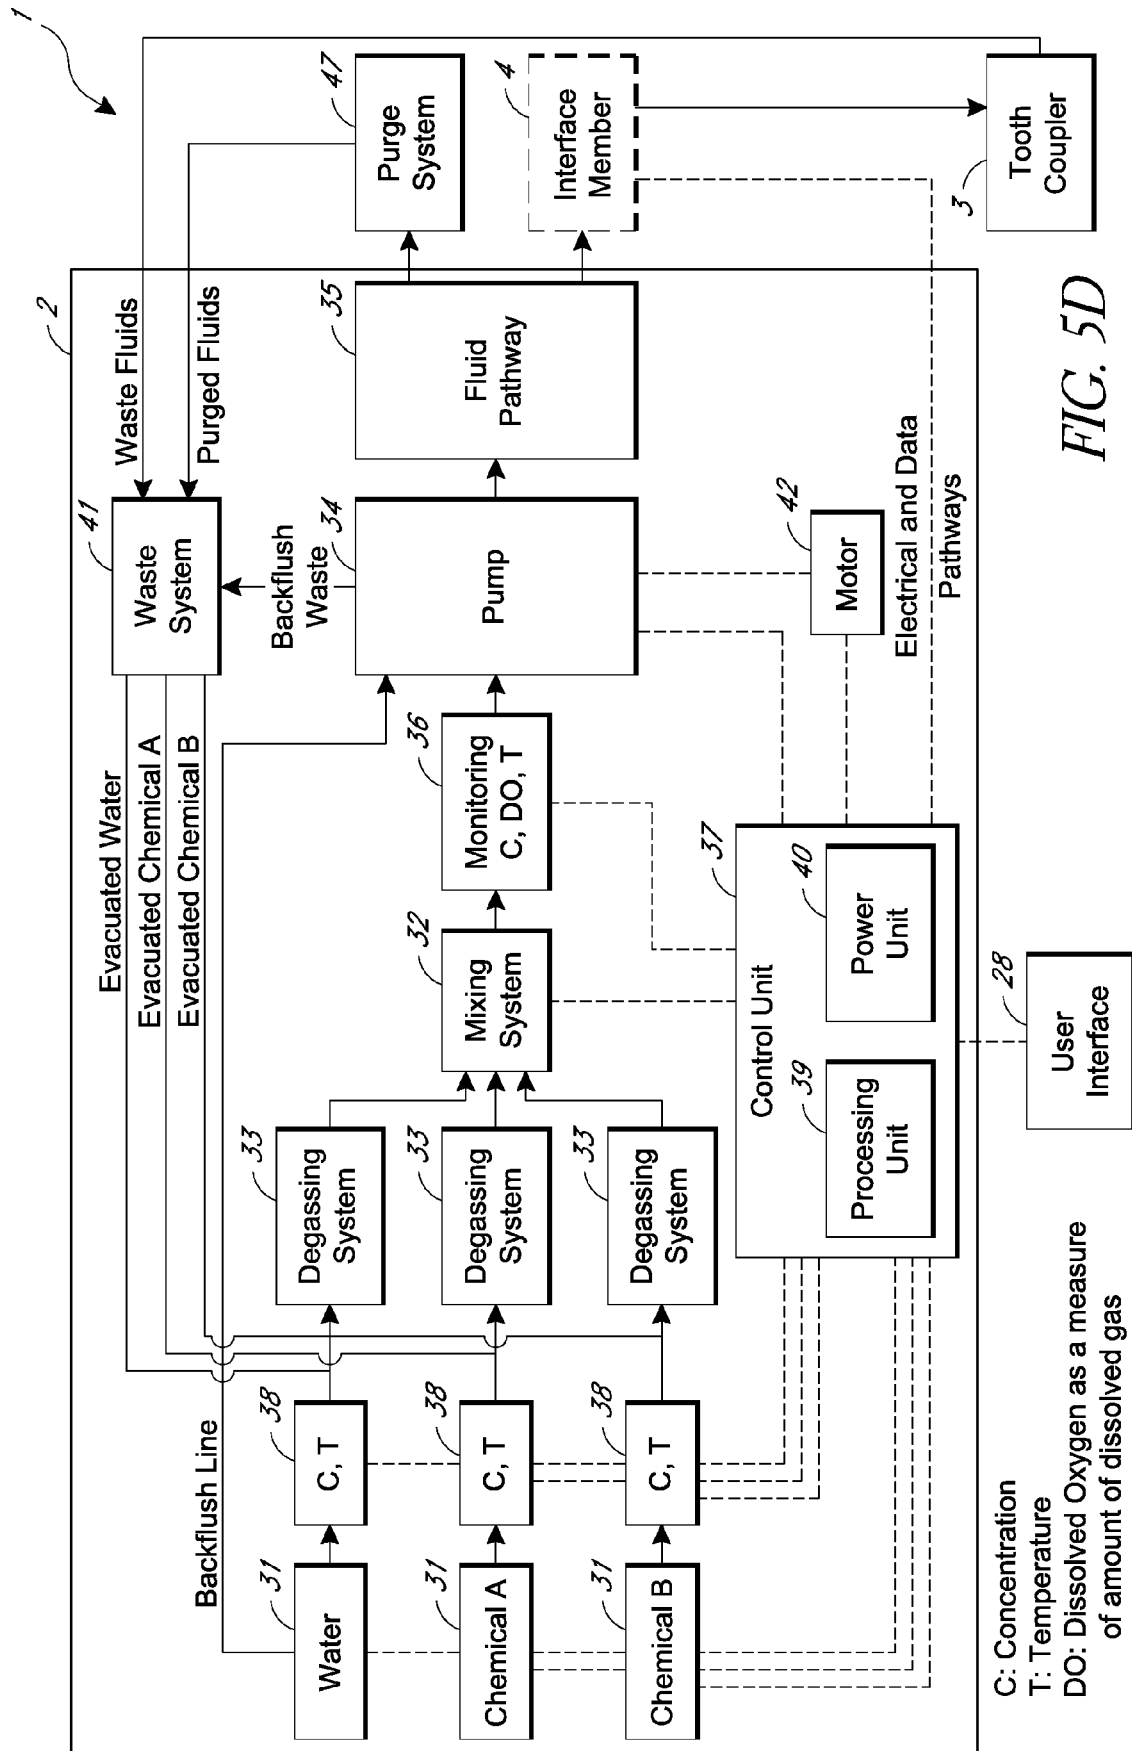 1
2
Waste Fluids
Purged Fluids
47
Purge
System
4
Interface
Member
3
Tooth
Coupler
41
Waste
System
Backflush
Waste
35
Fluid
Pathway
34
Pump
42
Motor
Electrical and Data
Pathways
Evacuated Water
Evacuated Chemical A
Evacuated Chemical B
36
Monitoring
C, DO, T
32
Mixing
System
33
Degassing
System
33
Degassing
System
33
Degassing
System
Backflush Line
38
C, T
38
C, T
38
C, T
31
Water
31
Chemical A
31
Chemical B
37
Control Unit
40
Power
Unit
39
Processing
Unit
28
User
Interface
C: Concentration
T: Temperature
DO: Dissolved Oxygen as a measure
of amount of dissolved gas
FIG. 5D